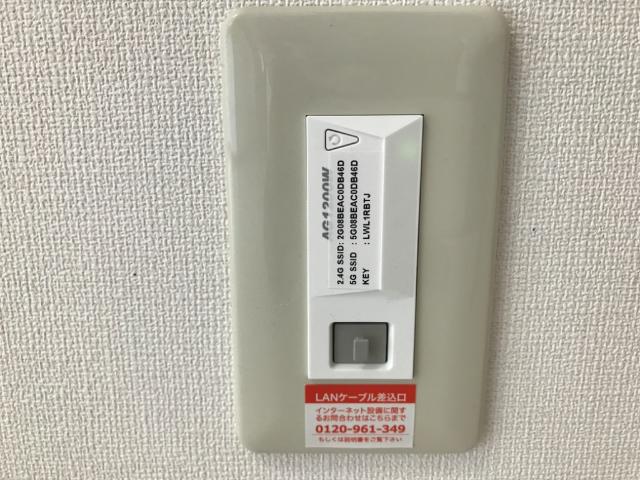 AG1200W
2.4G SSID: 2G08BEAC0DB46D
5G SSID : 5G08BEAC0DB46D
KEY : LWL1RBTJ
LANケーブル差込口
インターネット設備に関す
るお問合わせはこちらまで
0120-961-349
もしくは説明書をご覧下さい